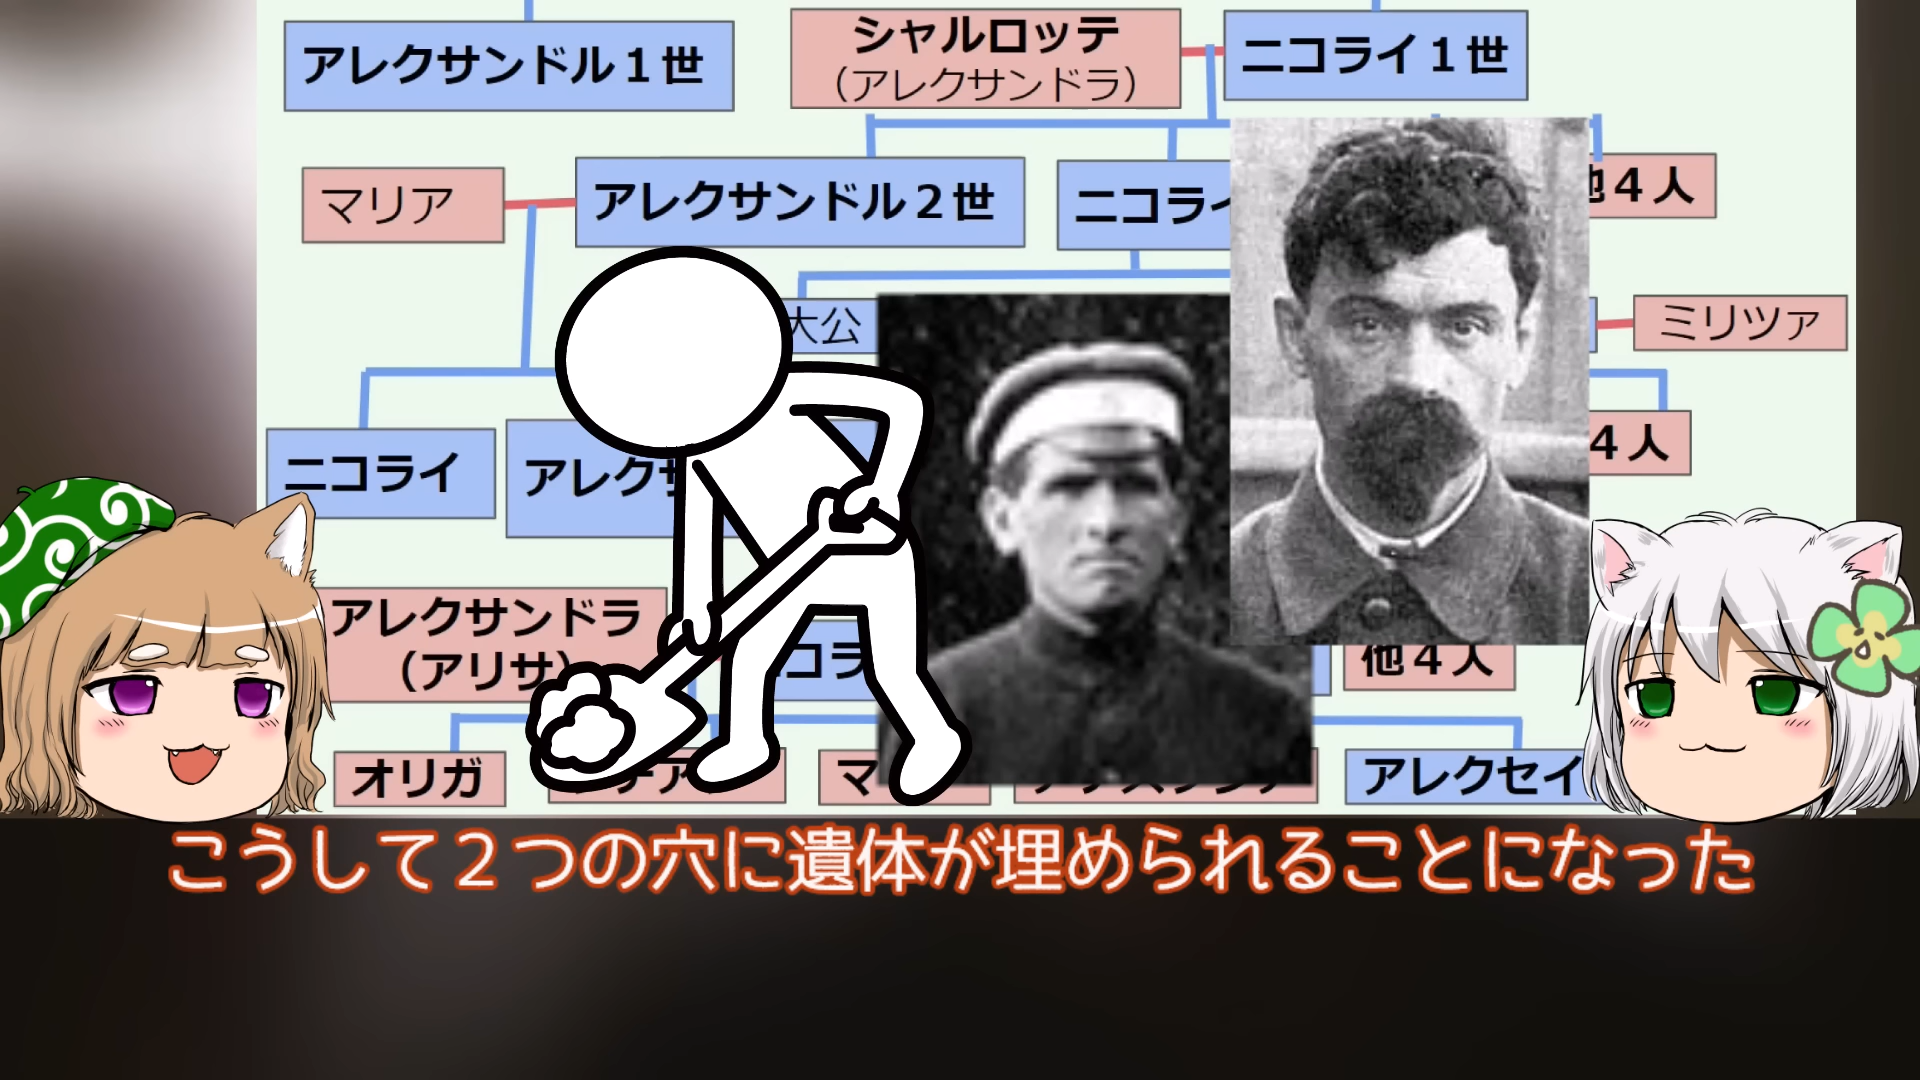 アレクサンドル１世
シャルロッテ
（アレクサンドラ）
ニコライ１世
マリア
アレクサンドル２世
ニコライ
他４人
大公
ミリツァ
ニコライ
アレクサ
４人
アレクサンドラ
（アリサ）
コラ
他４人
オリガ
マ
アレクセイ
こうして２つの穴に遺体が埋められることになった